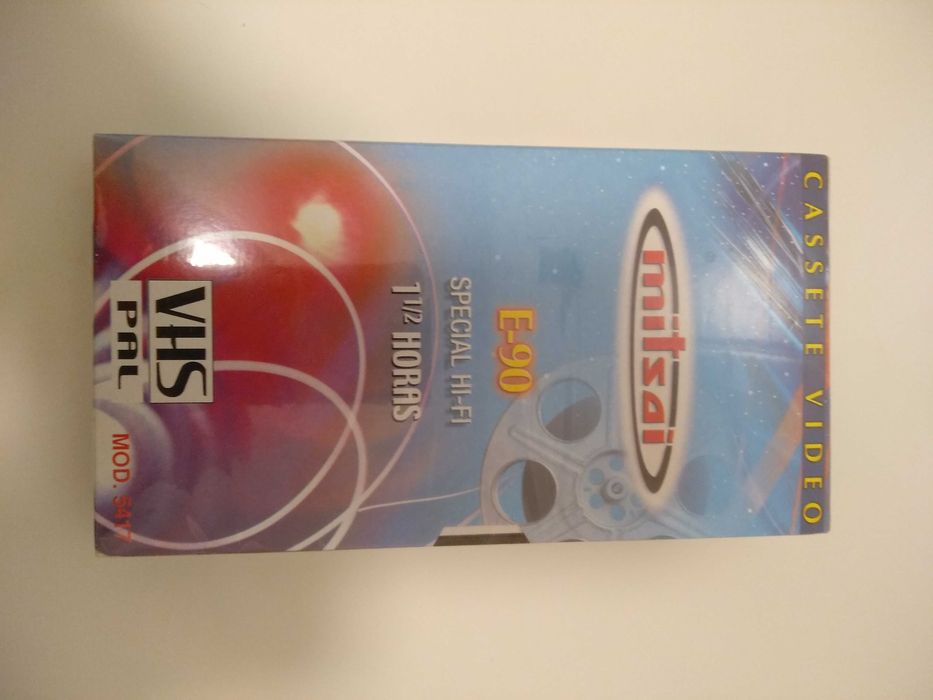 CASSETE VIDEO
mitsai
E-90
SPECIAL HI-FI
1 1/2 HORAS
VHS
PAL
MOD. 5417